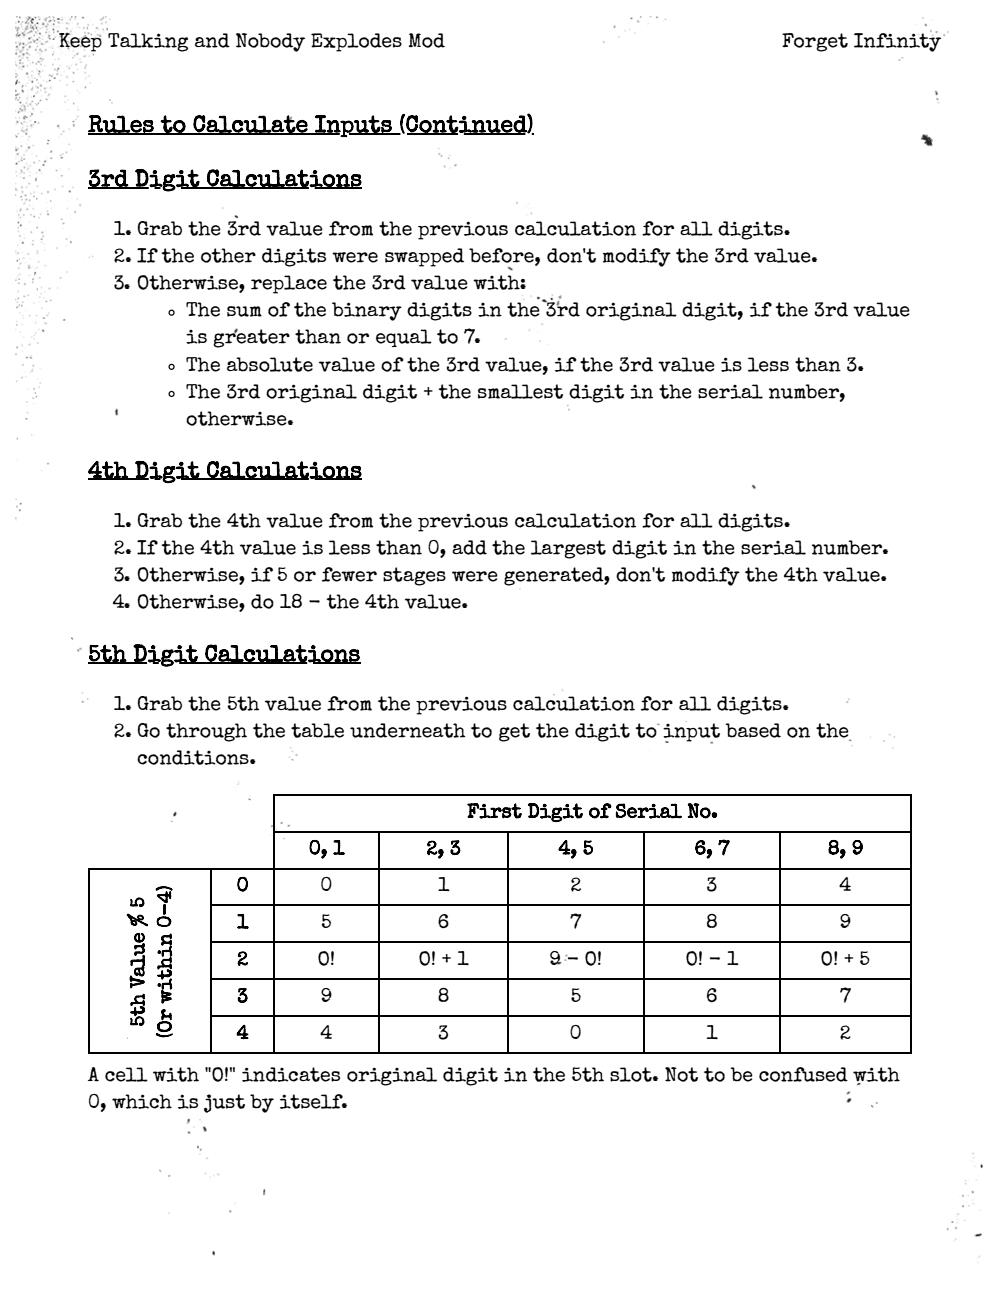 Keep Talking and Nobody Explodes Mod Forget Infinity
Rules to Calculate Inputs (Continued)
3rd Digit Calculations
1. Grab the 3rd value from the previous calculation for all digits.
2. If the other digits were swapped before, don't modify the 3rd value.
3. Otherwise, replace the 3rd value with:
◦ The sum of the binary digits in the 3rd original digit, if the 3rd value
is greater than or equal to 7.
◦ The absolute value of the 3rd value, if the 3rd value is less than 3.
◦ The 3rd original digit + the smallest digit in the serial number,
otherwise.
4th Digit Calculations
1. Grab the 4th value from the previous calculation for all digits.
2. If the 4th value is less than 0, add the largest digit in the serial number.
3. Otherwise, if 5 or fewer stages were generated, don't modify the 4th value.
4. Otherwise, do 18 - the 4th value.
5th Digit Calculations
1. Grab the 5th value from the previous calculation for all digits.
2. Go through the table underneath to get the digit to input based on the
conditions.
First Digit of Serial No.
0, 1 2, 3 4, 5 6, 7 8, 9
5th Value % 5
(Or within 0-4)
0 0 1 2 3 4
1 5 6 7 8 9
2 0! 0! + 1 9 - 0! 0! - 1 0! + 5
3 9 8 5 6 7
4 4 3 0 1 2
A cell with "0!" indicates original digit in the 5th slot. Not to be confused with
0, which is just by itself.